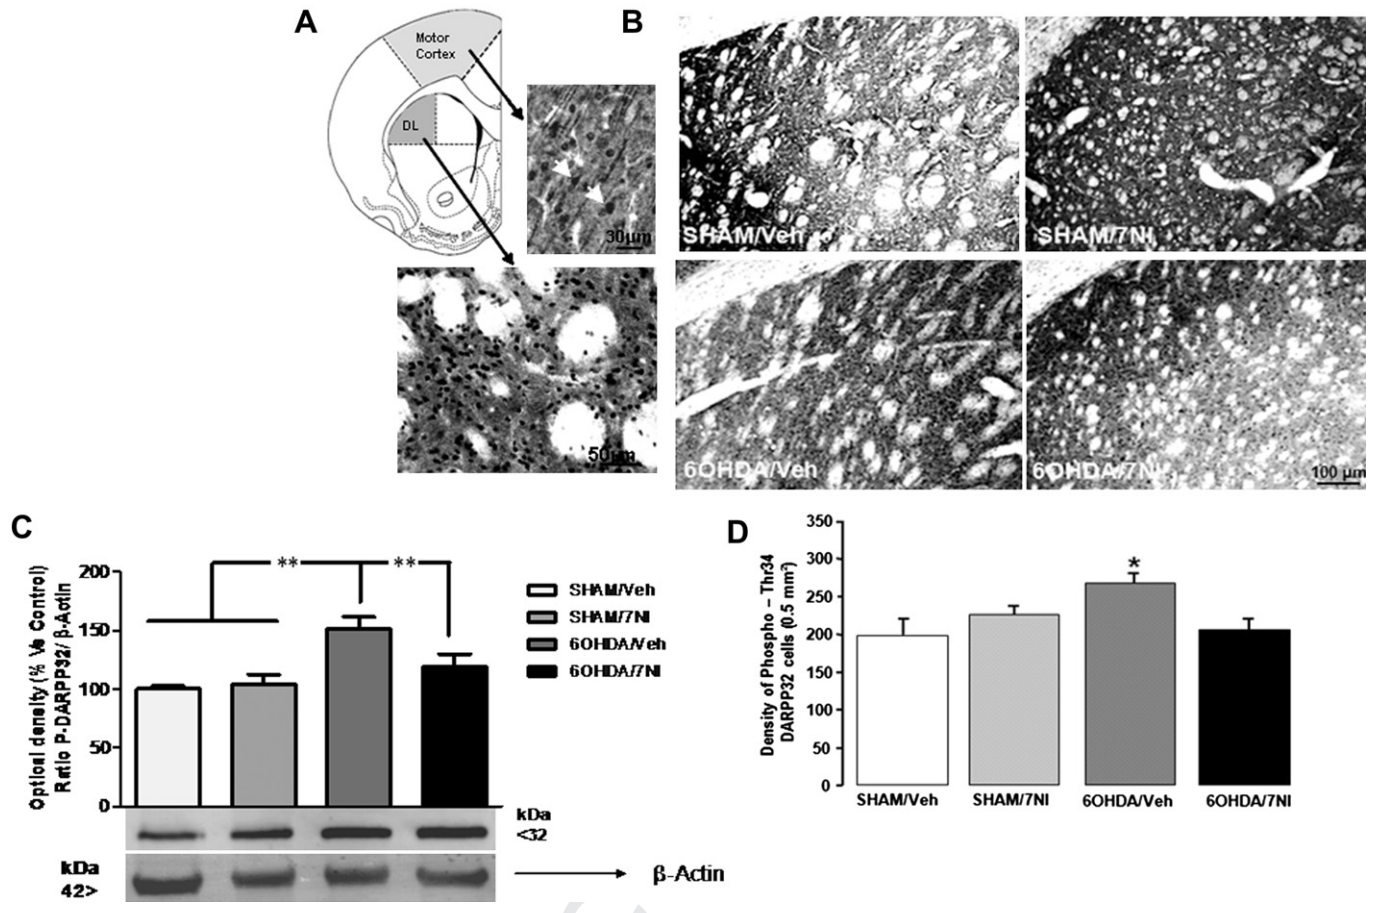 A
Motor
Cortex
DL
30µm
50µm
B
SHAM/Veh
SHAM/7NI
6OHDA/Veh
6OHDA/7NI
100 µm
C
Optional density (% Vs Control)
Ratio P-DARPP32/ β-Actin
200
150
100
50
0
**
**
SHAM/Veh
SHAM/7NI
6OHDA/Veh
6OHDA/7NI
kDa
<32
kDa
42>
β-Actin
D
Density of Phospho – Thr34
DARPP32 cells (0.5 mm²)
350
300
250
200
150
100
50
0
*
SHAM/Veh
SHAM/7NI
6OHDA/Veh
6OHDA/7NI